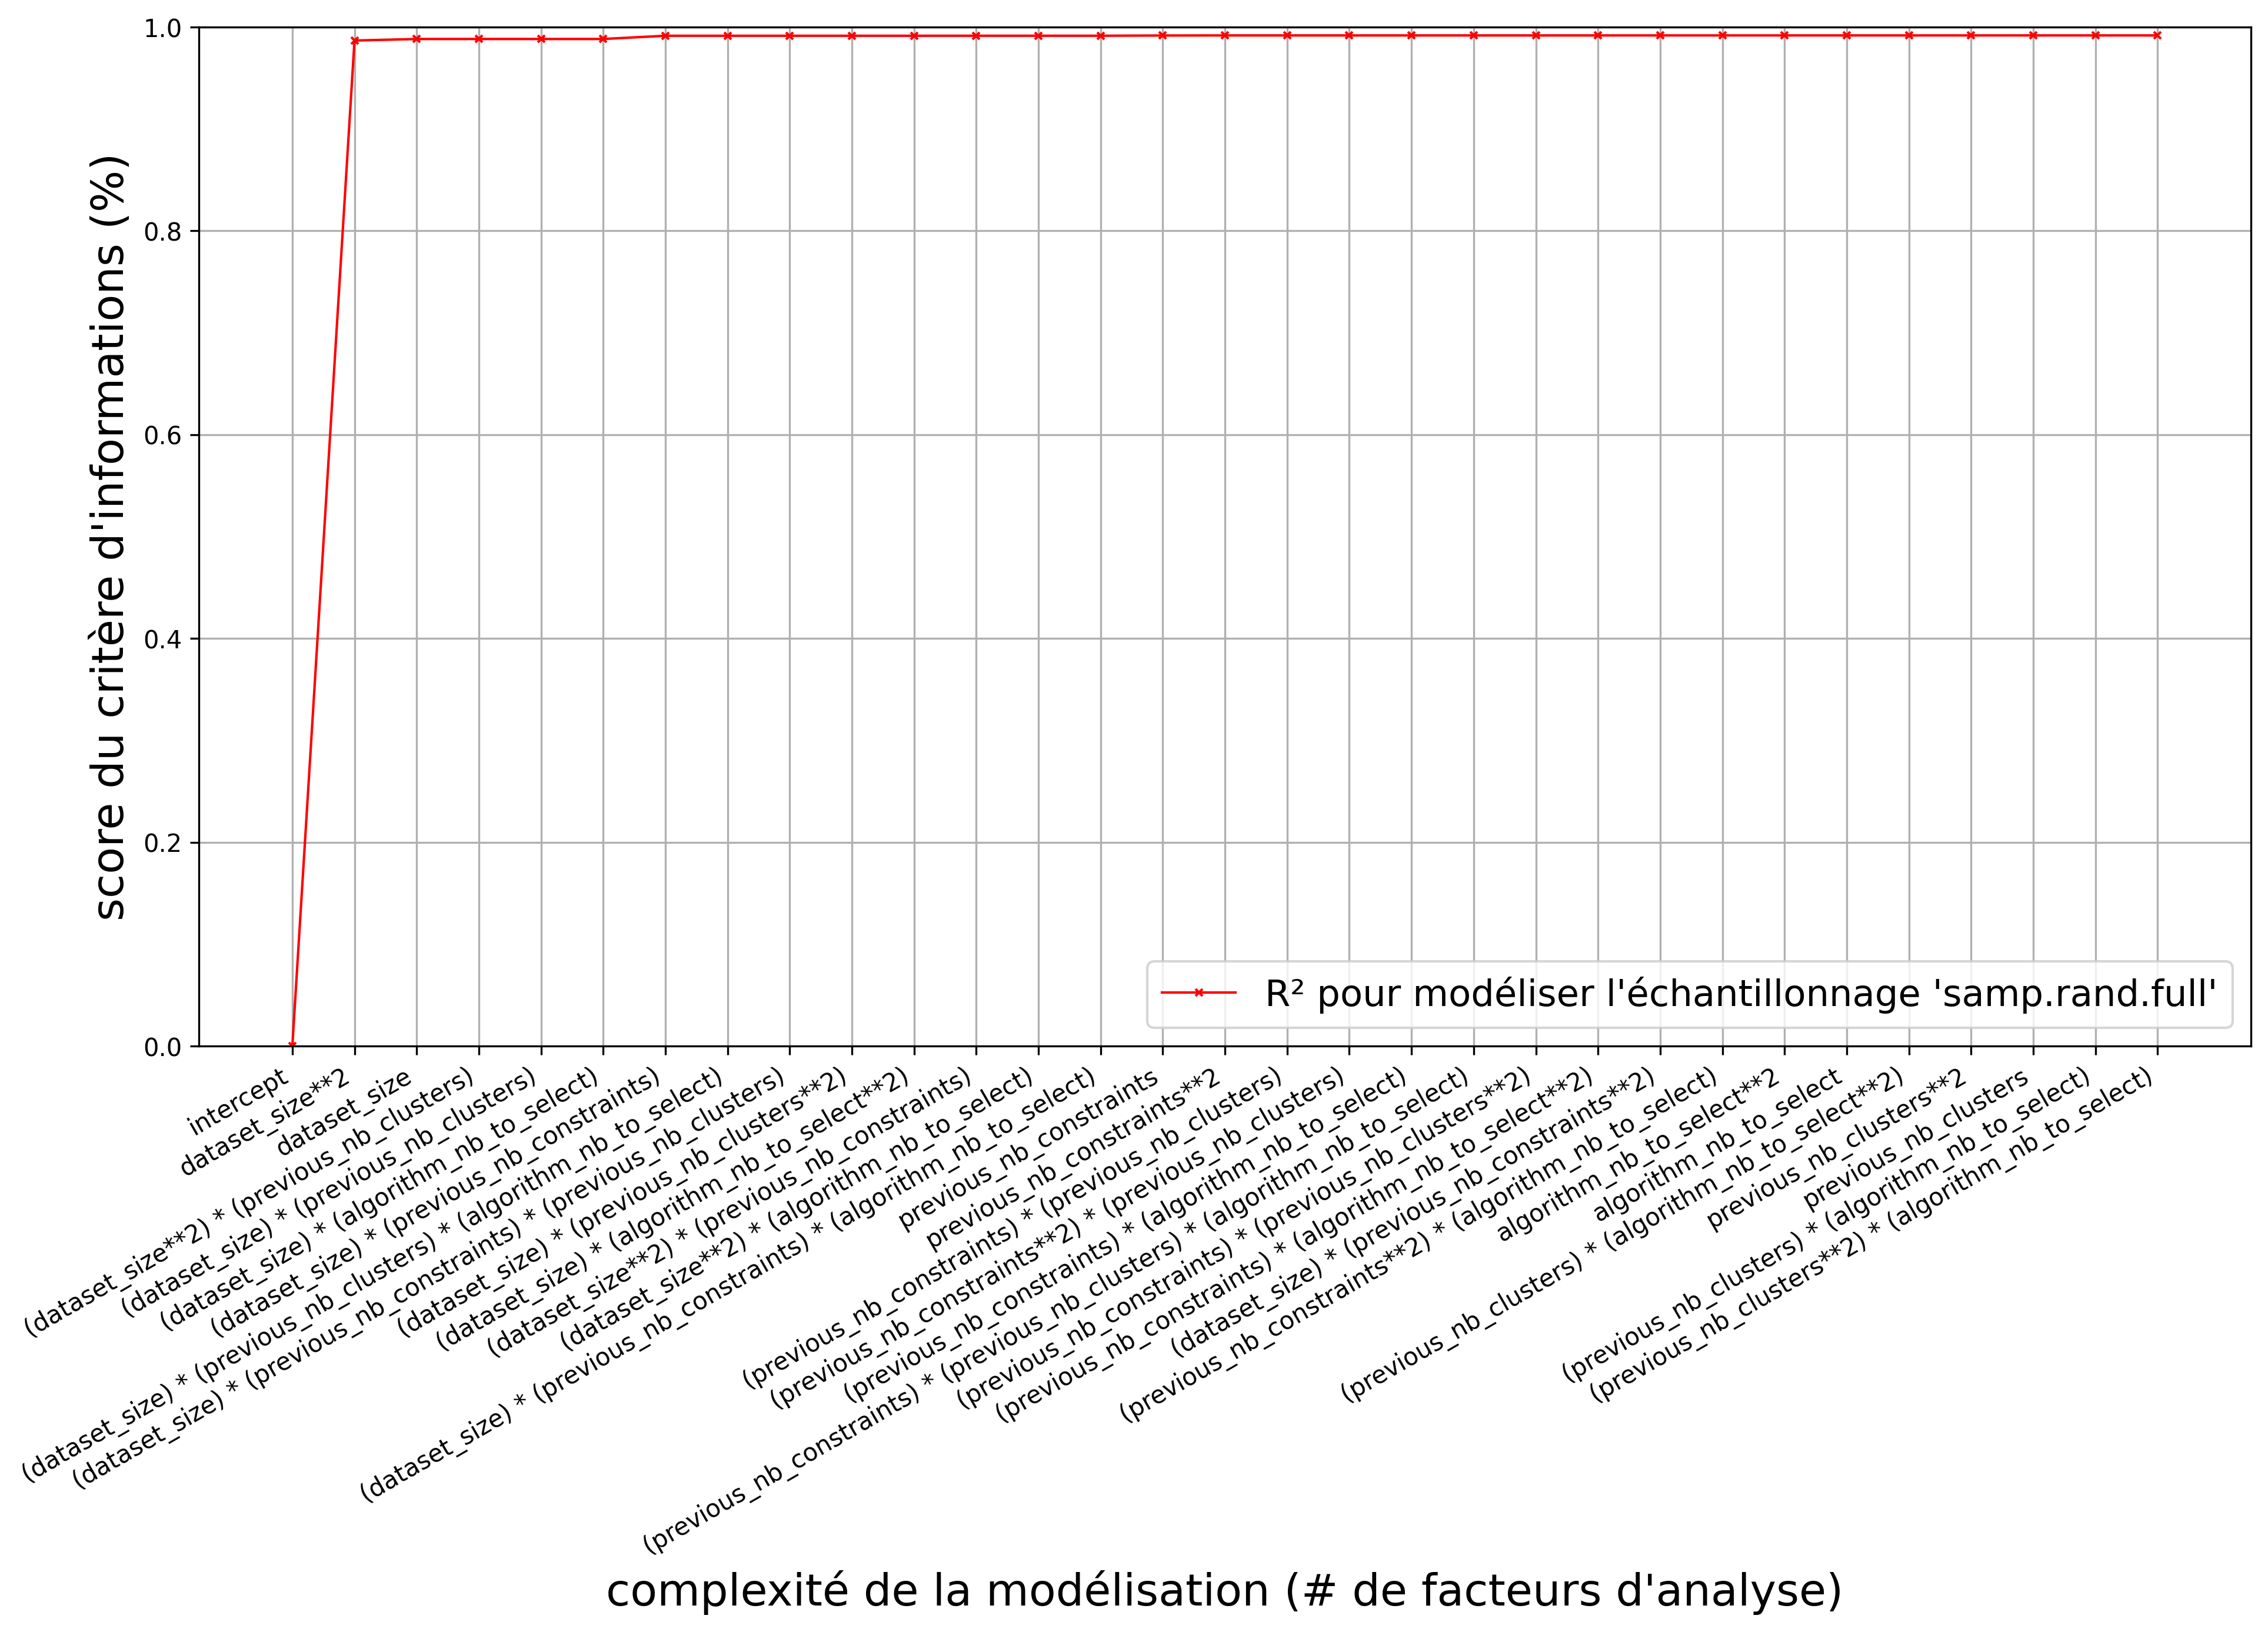 score du critère d'informations (%)
1.0
0.8
0.6
0.4
0.2
0.0
R² pour modéliser l'échantillonnage 'samp.rand.full'
intercept
dataset_size**2
dataset_size
(dataset_size**2) * (previous_nb_clusters)
(dataset_size) * (previous_nb_clusters)
(dataset_size) * (algorithm_nb_to_select)
(dataset_size) * (previous_nb_constraints)
(dataset_size) * (previous_nb_clusters) * (algorithm_nb_to_select)
(dataset_size) * (previous_nb_constraints) * (previous_nb_clusters)
(dataset_size) * (previous_nb_clusters**2)
(dataset_size) * (algorithm_nb_to_select**2)
(dataset_size**2) * (previous_nb_constraints)
(dataset_size**2) * (algorithm_nb_to_select)
(dataset_size) * (previous_nb_constraints) * (algorithm_nb_to_select)
previous_nb_constraints
previous_nb_constraints**2
(previous_nb_constraints) * (previous_nb_clusters)
(previous_nb_constraints**2) * (previous_nb_clusters)
(previous_nb_constraints) * (algorithm_nb_to_select)
(previous_nb_constraints) * (previous_nb_clusters) * (algorithm_nb_to_select)
(previous_nb_constraints) * (previous_nb_clusters**2)
(previous_nb_constraints) * (algorithm_nb_to_select**2)
(dataset_size) * (previous_nb_constraints**2)
(previous_nb_constraints**2) * (algorithm_nb_to_select)
algorithm_nb_to_select**2
algorithm_nb_to_select
(previous_nb_clusters) * (algorithm_nb_to_select**2)
previous_nb_clusters**2
previous_nb_clusters
(previous_nb_clusters) * (algorithm_nb_to_select)
(previous_nb_clusters**2) * (algorithm_nb_to_select)
complexité de la modélisation (# de facteurs d'analyse)